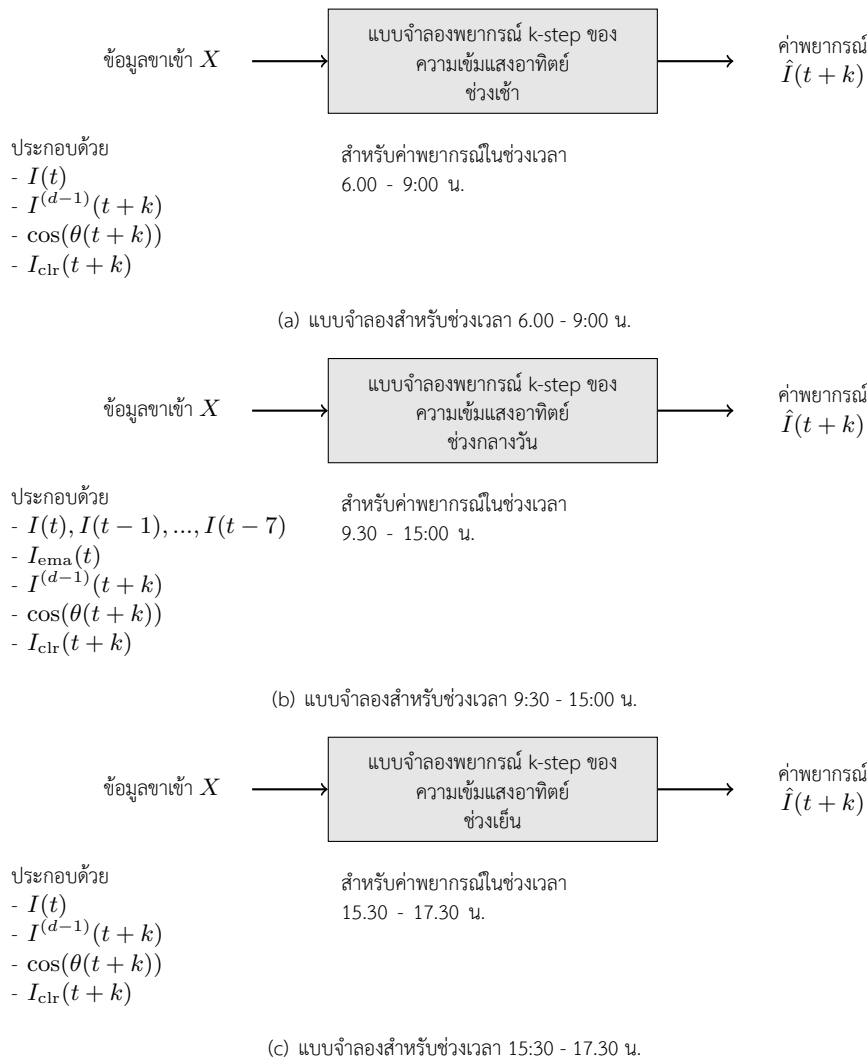 ข้อมูลขาเข้า X
แบบจำลองพยากรณ์ k-step ของ
ความเข้มแสงอาทิตย์
ช่วงเช้า
ค่าพยากรณ์
Î(t + k)
ประกอบด้วย
- I(t)
- I^{(d−1)}(t + k)
- cos(θ(t + k))
- I_{clr}(t + k)
สำหรับค่าพยากรณ์ในช่วงเวลา
6.00 - 9:00 น.
(a) แบบจำลองสำหรับช่วงเวลา 6.00 - 9:00 น.
ข้อมูลขาเข้า X
แบบจำลองพยากรณ์ k-step ของ
ความเข้มแสงอาทิตย์
ช่วงกลางวัน
ค่าพยากรณ์
Î(t + k)
ประกอบด้วย
- I(t), I(t − 1), ..., I(t − 7)
- I_{ema}(t)
- I^{(d−1)}(t + k)
- cos(θ(t + k))
- I_{clr}(t + k)
สำหรับค่าพยากรณ์ในช่วงเวลา
9.30 - 15:00 น.
(b) แบบจำลองสำหรับช่วงเวลา 9:30 - 15:00 น.
ข้อมูลขาเข้า X
แบบจำลองพยากรณ์ k-step ของ
ความเข้มแสงอาทิตย์
ช่วงเย็น
ค่าพยากรณ์
Î(t + k)
ประกอบด้วย
- I(t)
- I^{(d−1)}(t + k)
- cos(θ(t + k))
- I_{clr}(t + k)
สำหรับค่าพยากรณ์ในช่วงเวลา
15.30 - 17.30 น.
(c) แบบจำลองสำหรับช่วงเวลา 15:30 - 17.30 น.